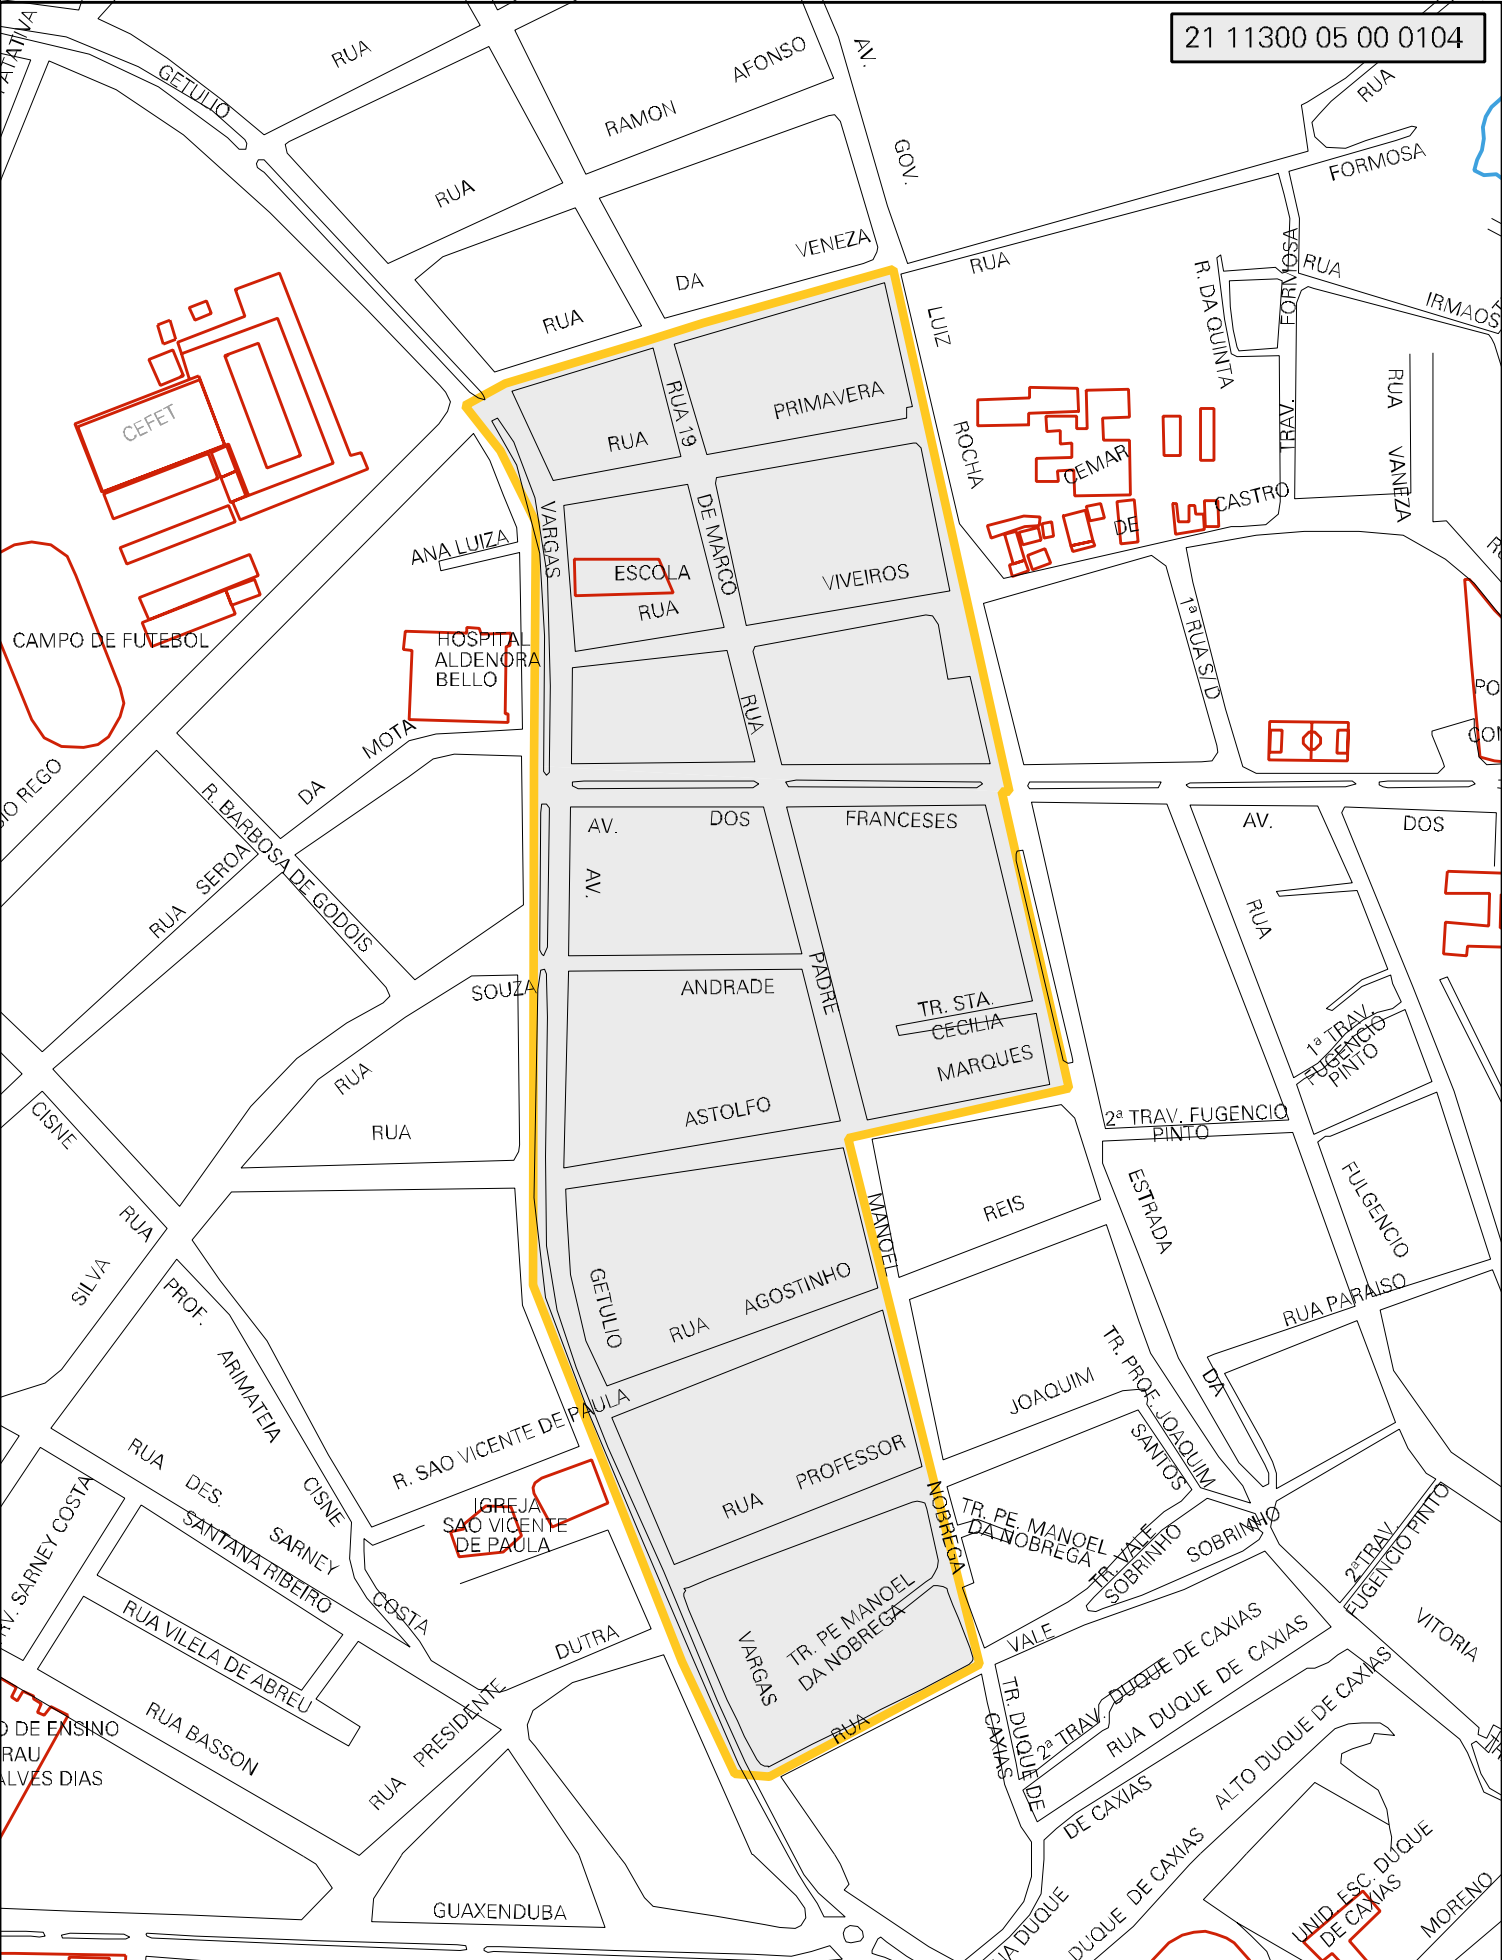 21 11300 05 00 0104
GETULIO
RUA
RAMON
AFONSO
AV.
GOV.
RUA
FORMOSA
RUA
VENEZA
DA
RUA
RUA
LUIZ
R. DA QUINTA
FORMOSA
TRAV.
RUA
IRMAOS
CEFET
RUA 19
RUA
PRIMAVERA
ROCHA
CEMAR
DE
CASTRO
RUA
VANEZA
ANA LUIZA
VARGAS
DE MARCO
ESCOLA
RUA
VIVEIROS
1ª RUA S/D
CAMPO DE FUTEBOL
HOSPITAL
ALDENORA
BELLO
RUA
MOTA
DA
SEROA
RUA
R. BARBOSA DE GODOIS
AV.
DOS
FRANCESES
AV.
DOS
AV.
RUA
SOUZA
ANDRADE
PADRE
TR. STA.
CECILIA
MARQUES
1ª TRAV.
FUGENCIO
PINTO
RUA
CISNE
RUA
ASTOLFO
2ª TRAV. FUGENCIO
PINTO
ESTRADA
FULGENCIO
MANOEL
REIS
RUA
SILVA
PROF.
GETULIO
RUA
AGOSTINHO
RUA PARAISO
ARIMATEIA
TR. PROF. JOAQUIM
SANTOS
DA
JOAQUIM
R. SAO VICENTE DE PAULA
RUA
DES.
CISNE
RUA
PROFESSOR
IGREJA
SAO VICENTE
DE PAULA
SANTANA RIBEIRO
SARNEY
NOBREGA
TR. PE. MANOEL
DA NOBREGA
TR. VALE
SOBRINHO
SOBRINHO
2ª TRAV.
FUGENCIO PINTO
SARNEY COSTA
COSTA
RUA VILELA DE ABREU
DUTRA
TR. PE MANOEL
DA NOBREGA
VARGAS
VALE
VITORIA
RUA BASSON
PRESIDENTE
RUA
RUA
TR. DUQUE DE
CAXIAS
2ª TRAV. DUQUE DE CAXIAS
RUA DUQUE DE CAXIAS
ALTO DUQUE DE CAXIAS
DE ENSINO
ALVES DIAS
DE CAXIAS
DUQUE DE CAXIAS
DUQUE
UNID. ESC. DUQUE
DE CAXIAS
MORENO
GUAXENDUBA